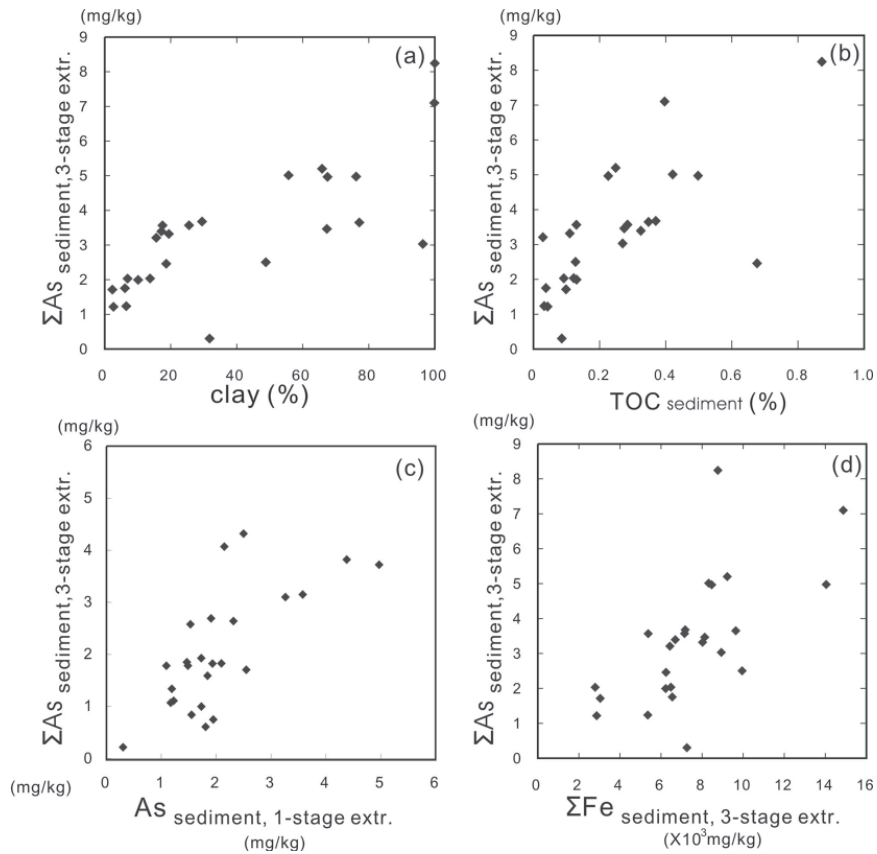 (mg/kg)
9
8
7
6
5
4
3
2
1
0
ΣAs sediment,3-stage extr.
(a)
0 20 40 60 80 100
clay (%)
9
8
7
6
5
4
3
2
1
0
ΣAs sediment,3-stage extr.
(b)
0 0.2 0.4 0.6 0.8 1.0
TOC sediment (%)
(mg/kg)
6
5
4
3
2
1
0
ΣAs sediment,3-stage extr.
(c)
(mg/kg)
1 2 3 4 5 6
As sediment, 1-stage extr.
(mg/kg)
(mg/kg)
9
8
7
6
5
4
3
2
1
0
ΣAs sediment,3-stage extr.
(d)
0 2 4 6 8 10 12 14 16
ΣFe sediment, 3-stage extr.
(X10³mg/kg)